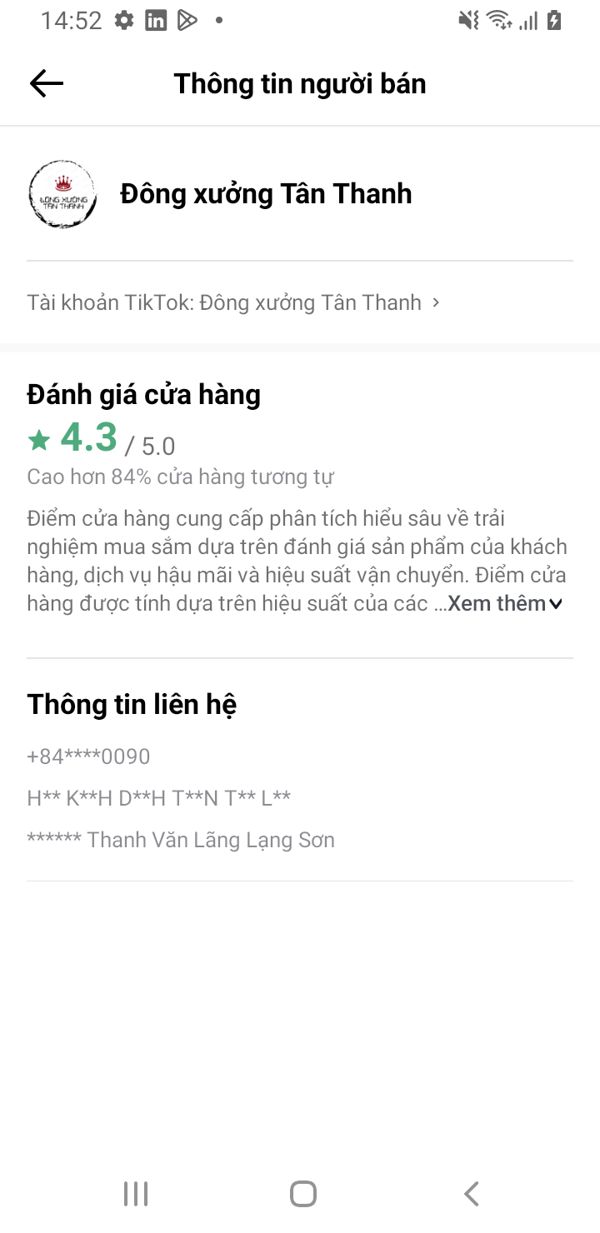 14:52
Thông tin người bán
Đông xưởng Tân Thanh
Tài khoản TikTok: Đông xưởng Tân Thanh
Đánh giá cửa hàng
4.3 / 5.0
Cao hơn 84% cửa hàng tương tự
Điểm cửa hàng cung cấp phân tích hiểu sâu về trải
nghiệm mua sắm dựa trên đánh giá sản phẩm của khách
hàng, dịch vụ hậu mãi và hiệu suất vận chuyển. Điểm cửa
hàng được tính dựa trên hiệu suất của các ...Xem thêm
Thông tin liên hệ
+84****0090
H** K**H D**H T**N T** L**
****** Thanh Văn Lãng Lạng Sơn